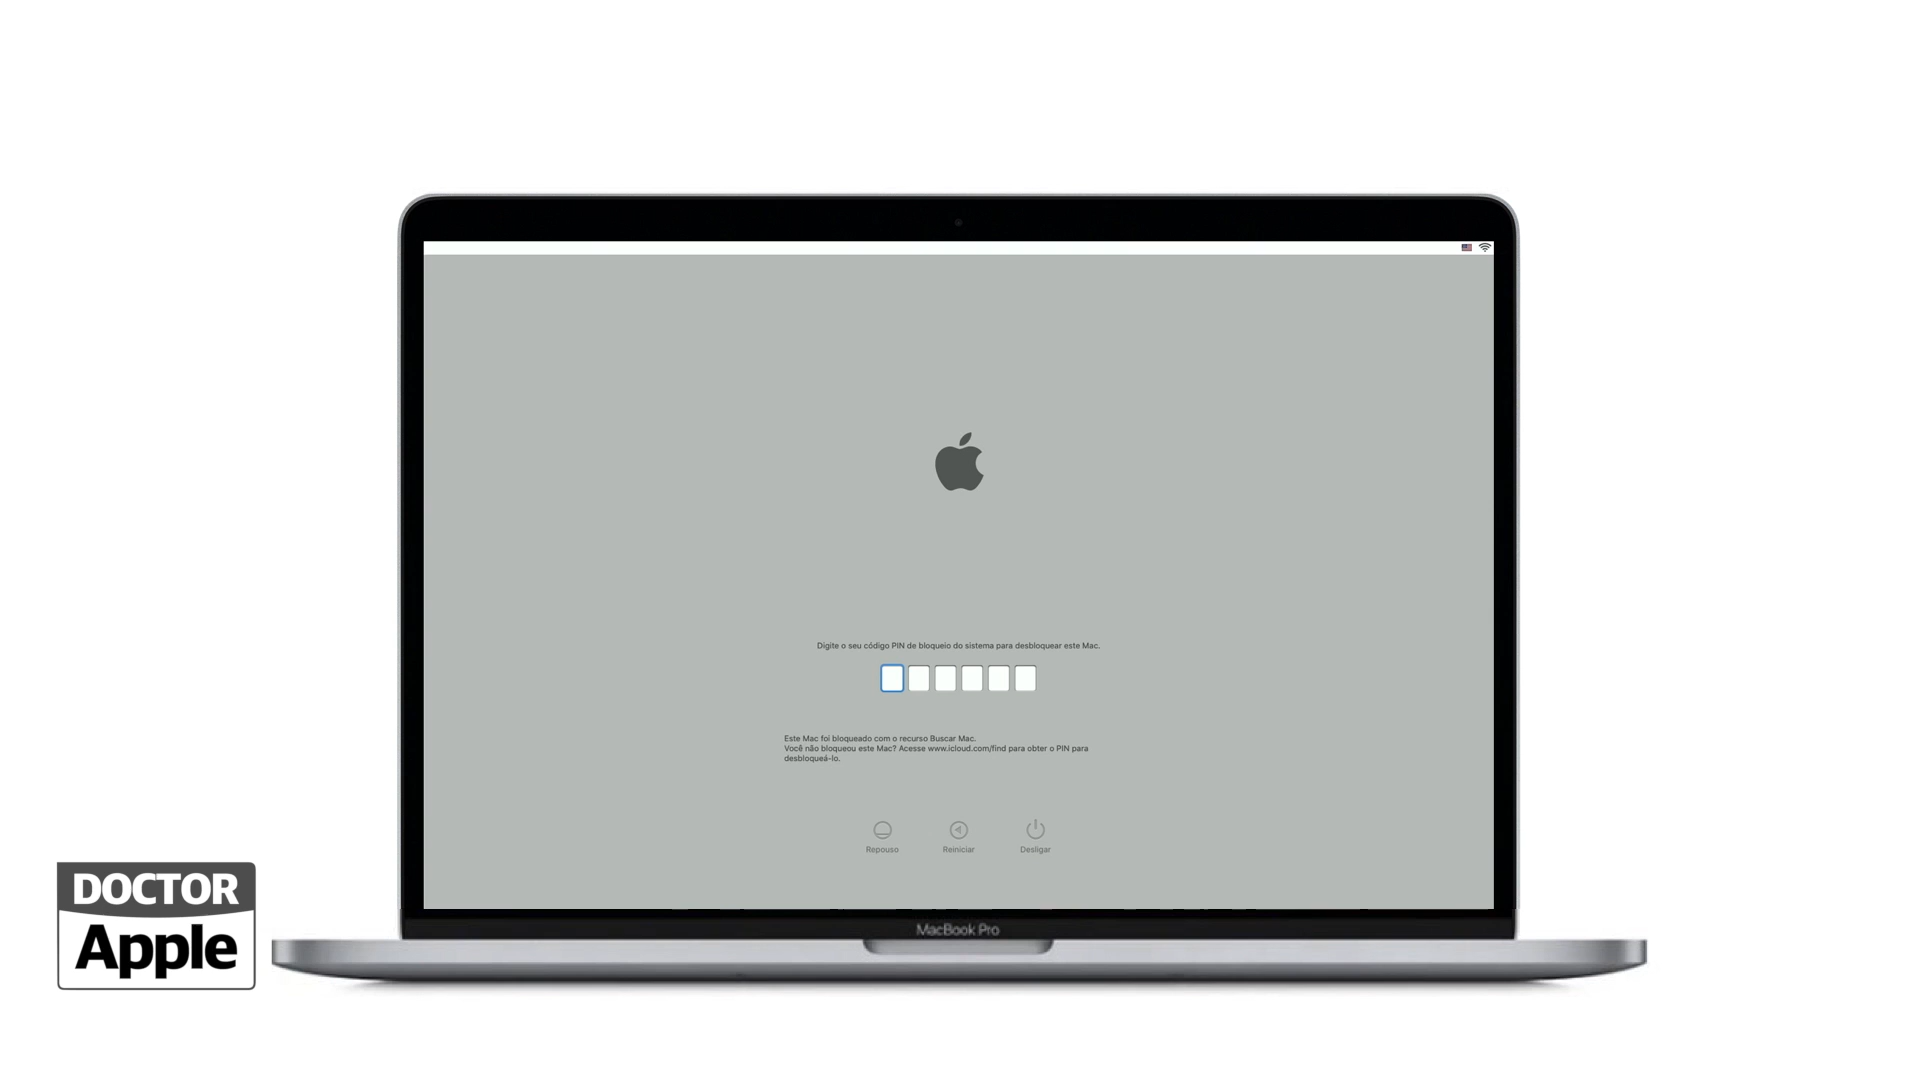 Digite o seu código PIN de bloqueio do sistema para desbloquear este Mac.
Este Mac foi bloqueado com o recurso Buscar Mac.
Você não bloqueou este Mac? Acesse www.icloud.com/find para obter o PIN para
desbloqueá-lo.
Repouso
Reiniciar
Desligar
MacBook Pro
DOCTOR
Apple